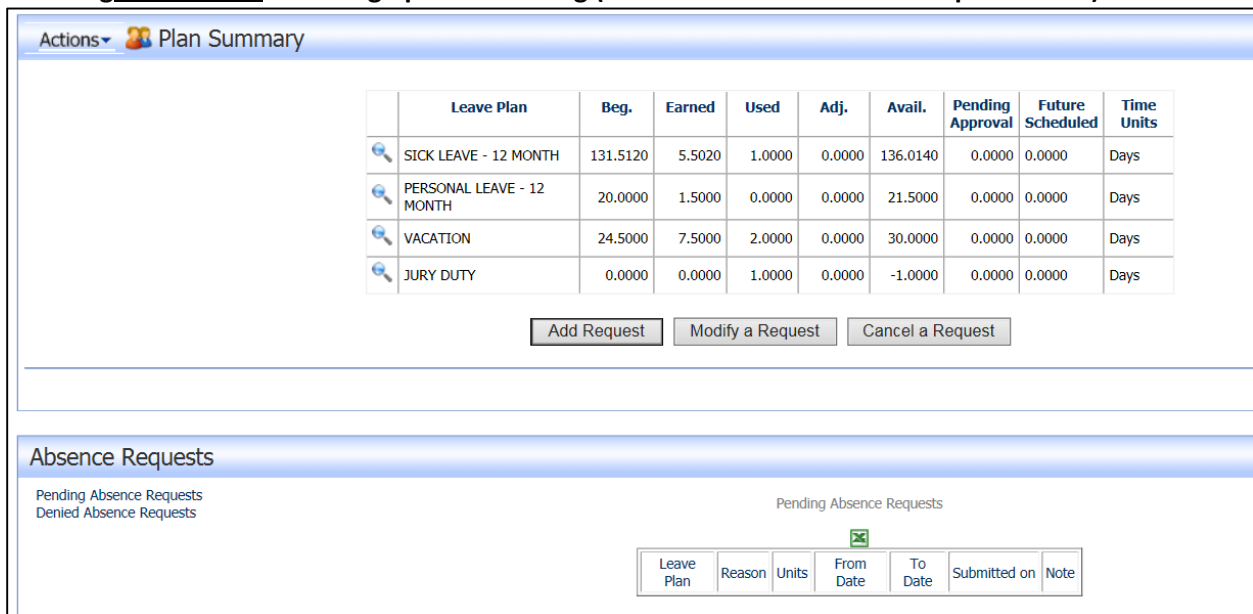 Actions Plan Summary
Leave Plan Beg. Earned Used Adj. Avail. Pending Approval Future Scheduled Time Units
SICK LEAVE - 12 MONTH 131.5120 5.5020 1.0000 0.0000 136.0140 0.0000 0.0000 Days
PERSONAL LEAVE - 12 MONTH 20.0000 1.5000 0.0000 0.0000 21.5000 0.0000 0.0000 Days
VACATION 24.5000 7.5000 2.0000 0.0000 30.0000 0.0000 0.0000 Days
JURY DUTY 0.0000 0.0000 1.0000 0.0000 -1.0000 0.0000 0.0000 Days
Add Request Modify a Request Cancel a Request
Absence Requests
Pending Absence Requests
Denied Absence Requests
Pending Absence Requests
Leave Plan Reason Units From Date To Date Submitted on Note